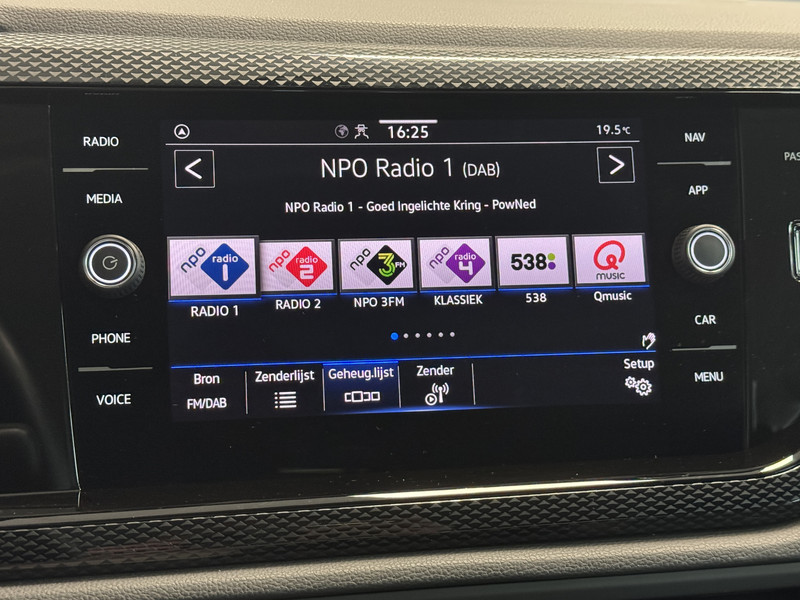 RADIO
MEDIA
PHONE
VOICE
16:25
19.5°C
NPO Radio 1 (DAB)
NPO Radio 1 - Goed Ingelichte Kring - PowNed
npo radio 1
npo radio 2
npo 3FM
npo radio 4
538
Q MUSIC
RADIO 1
RADIO 2
NPO 3FM
KLASSIEK
538
Qmusic
Bron
FM/DAB
Zenderlijst
Geheug.lijst
Zender
Setup
NAV
APP
CAR
MENU
PAS